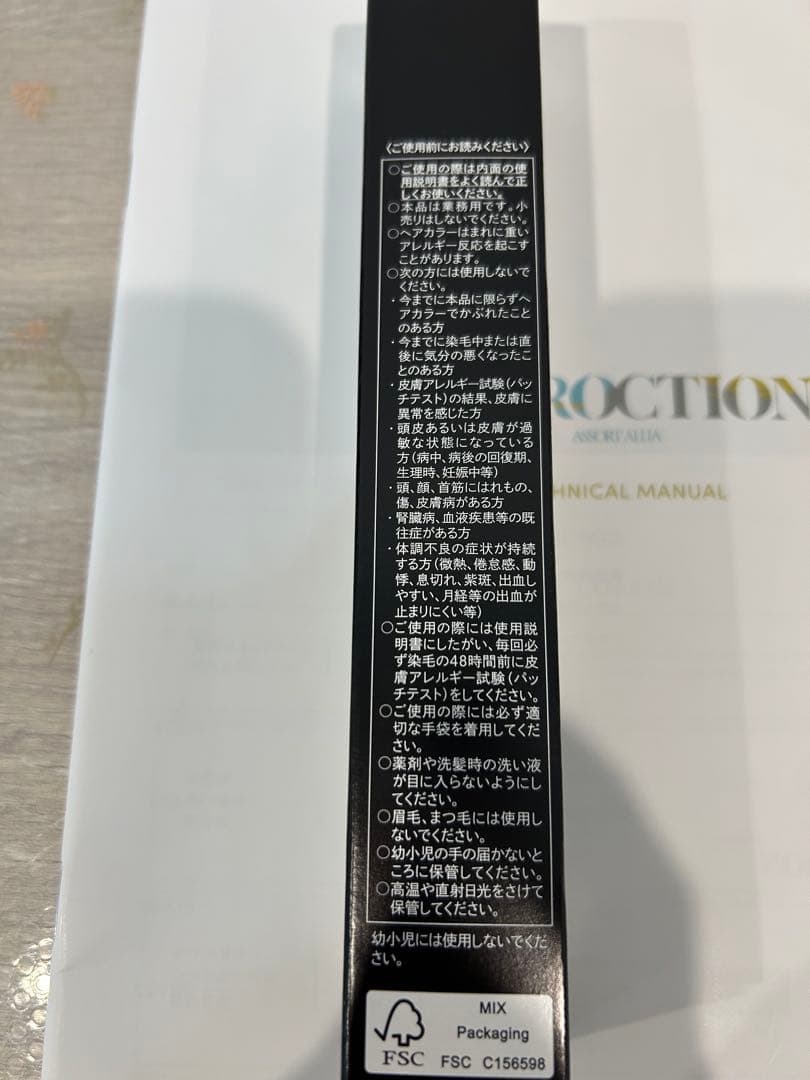 〈ご使用前にお読みください〉
○ご使用の際は内面の使
用説明書をよく読んで正
しくお使いください。
○本品は業務用です。小
売りはしないでください。
○ヘアカラーはまれに重い
アレルギー反応を起こす
ことがあります。
○次の方には使用しないで
ください。
・今までに本品に限らずヘ
アカラーでかぶれたこと
のある方
・今までに染毛中または直
後に気分の悪くなったこ
とのある方
・皮膚アレルギー試験(パッ
チテスト)の結果、皮膚に
異常を感じた方
・頭皮あるいは皮膚が過
敏な状態になっている
方(病中、病後の回復期、
生理時、妊娠中等)
・頭、顔、首筋にはれもの、
傷、皮膚病がある方
・腎臓病、血液疾患等の既
往症がある方
・体調不良の症状が持続
する方(微熱、倦怠感、動
悸、息切れ、紫斑、出血し
やすい、月経等の出血が
止まりにくい等)
○ご使用の際には使用説
明書にしたがい、毎回必
ず染毛の48時間前に皮
膚アレルギー試験(パッ
チテスト)をしてください。
○ご使用の際には必ず適
切な手袋を着用してくだ
さい。
○薬剤や洗髪時の洗い液
が目に入らないようにし
てください。
○眉毛、まつ毛には使用し
ないでください。
○幼小児の手の届かないと
ころに保管してください。
○高温や直射日光をさけて
保管してください。
幼小児には使用しないでくだ
さい。
MIX
Packaging
FSC
FSC C156598
ROCTION
HNICAL MANUAL